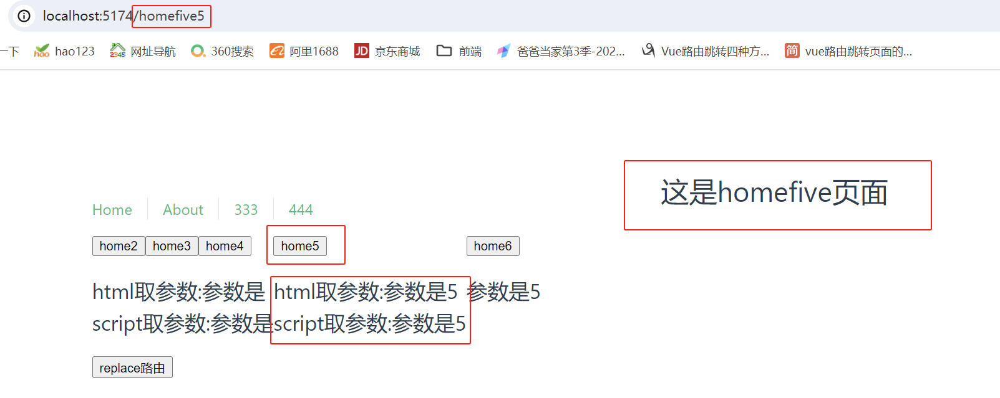 localhost:5174/homefive5
一下 hao123 网址导航 360搜索 阿里1688 JD 京东商城 前端 爸爸当家第3季-202... Vue路由跳转四种方... 简 vue路由跳转页面的...
这是homefive页面
Home About 333 444
home2 home3 home4 home5 home6
html取参数:参数是 html取参数:参数是5 参数是5
script取参数:参数是 script取参数:参数是5
replace路由